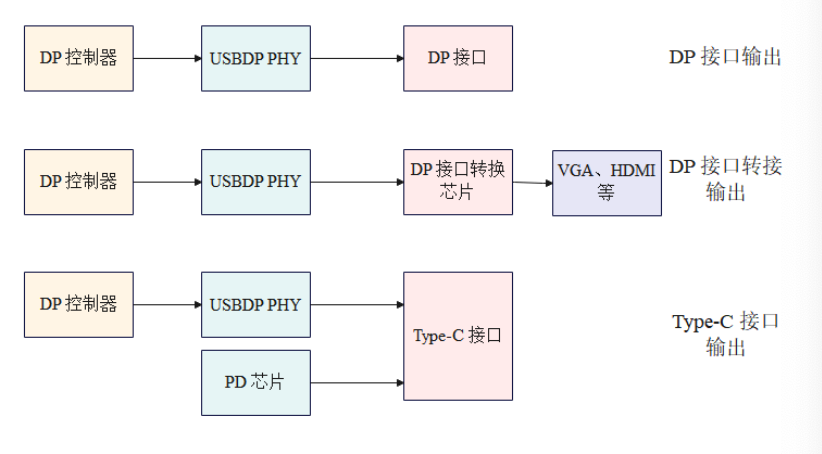 DP 控制器
USBDP PHY
DP 接口
DP 接口输出
DP 控制器
USBDP PHY
DP 接口转换
芯片
VGA、HDMI
等
DP 接口转接
输出
DP 控制器
USBDP PHY
PD 芯片
Type-C 接口
Type-C 接口
输出